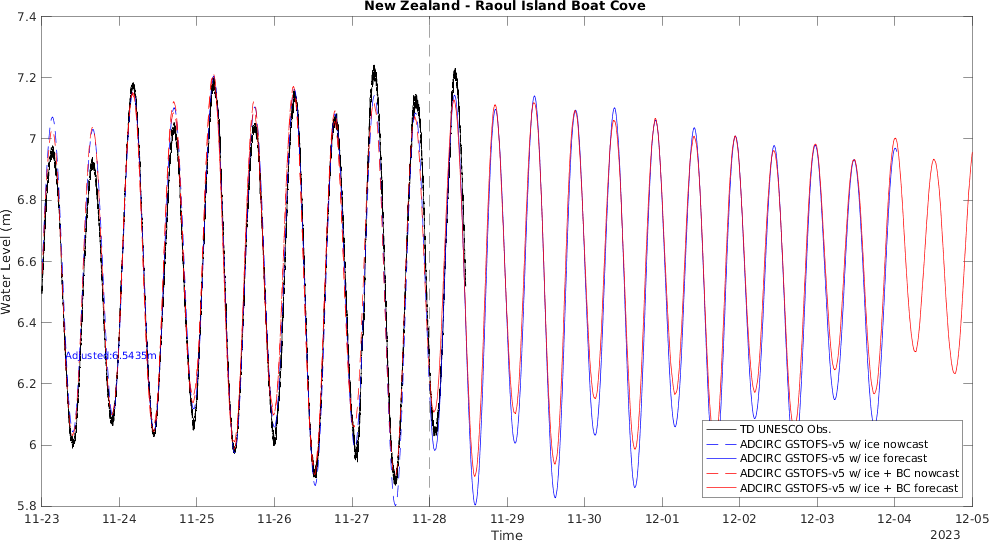 New Zealand - Raoul Island Boat Cove
7.4
7.2
7
6.8
6.6
6.4
6.2
6
5.8
Water Level (m)
Adjusted:6.5435m
TD UNESCO Obs.
ADCIRC GSTOFS-v5 w/ ice nowcast
ADCIRC GSTOFS-v5 w/ ice forecast
ADCIRC GSTOFS-v5 w/ ice + BC nowcast
ADCIRC GSTOFS-v5 w/ ice + BC forecast
11-23 11-24 11-25 11-26 11-27 11-28 11-29 11-30 12-01 12-02 12-03 12-04 12-05
Time
2023